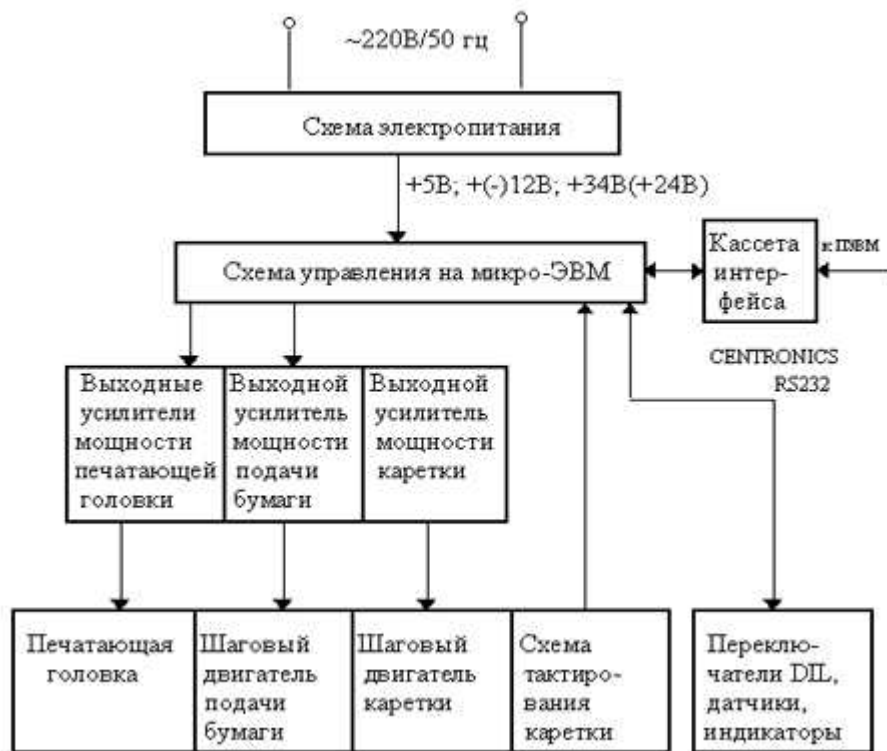 ~220В/50 гц
Схема электропитания
+5В; +(-)12В; +34В(+24В)
Схема управления на микро-ЭВМ
Кассета
интер-
фейса
к ПЭВМ
CENTRONICS
RS232
Выходные
усилители
мощности
печатающей
головки
Выходной
усилитель
мощности
подачи
бумаги
Выходной
усилитель
мощности
каретки
Печатающая
головка
Шаговый
двигатель
подачи
бумаги
Шаговый
двигатель
каретки
Схема
тактиро-
вания
каретки
Переклю-
чатели DIL,
датчики,
индикаторы